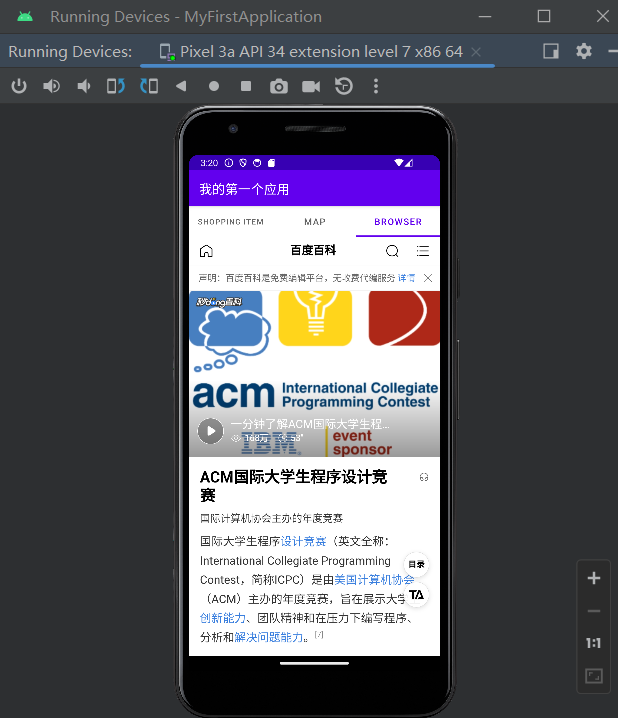 Running Devices - MyFirstApplication
Running Devices:
Pixel 3a API 34 extension level 7 x86 64
3:20
我的第一个应用
SHOPPING ITEM
MAP
BROWSER
百度百科
声明：百度百科是免费编辑平台，无收费代编服务 详情
秒dǒng百科
acm International Collegiate
Programming Contest
一分钟了解ACM国际大学生程...
168万 53"
IBM. event
sponsor
ACM国际大学生程序设计竞
赛
国际计算机协会主办的年度竞赛
国际大学生程序设计竞赛（英文全称：
International Collegiate Programming
Contest，简称ICPC）是由美国计算机协会
（ACM）主办的年度竞赛，旨在展示大学
创新能力、团队精神和在压力下编写程序、
分析和解决问题能力。
目录
TA
1:1